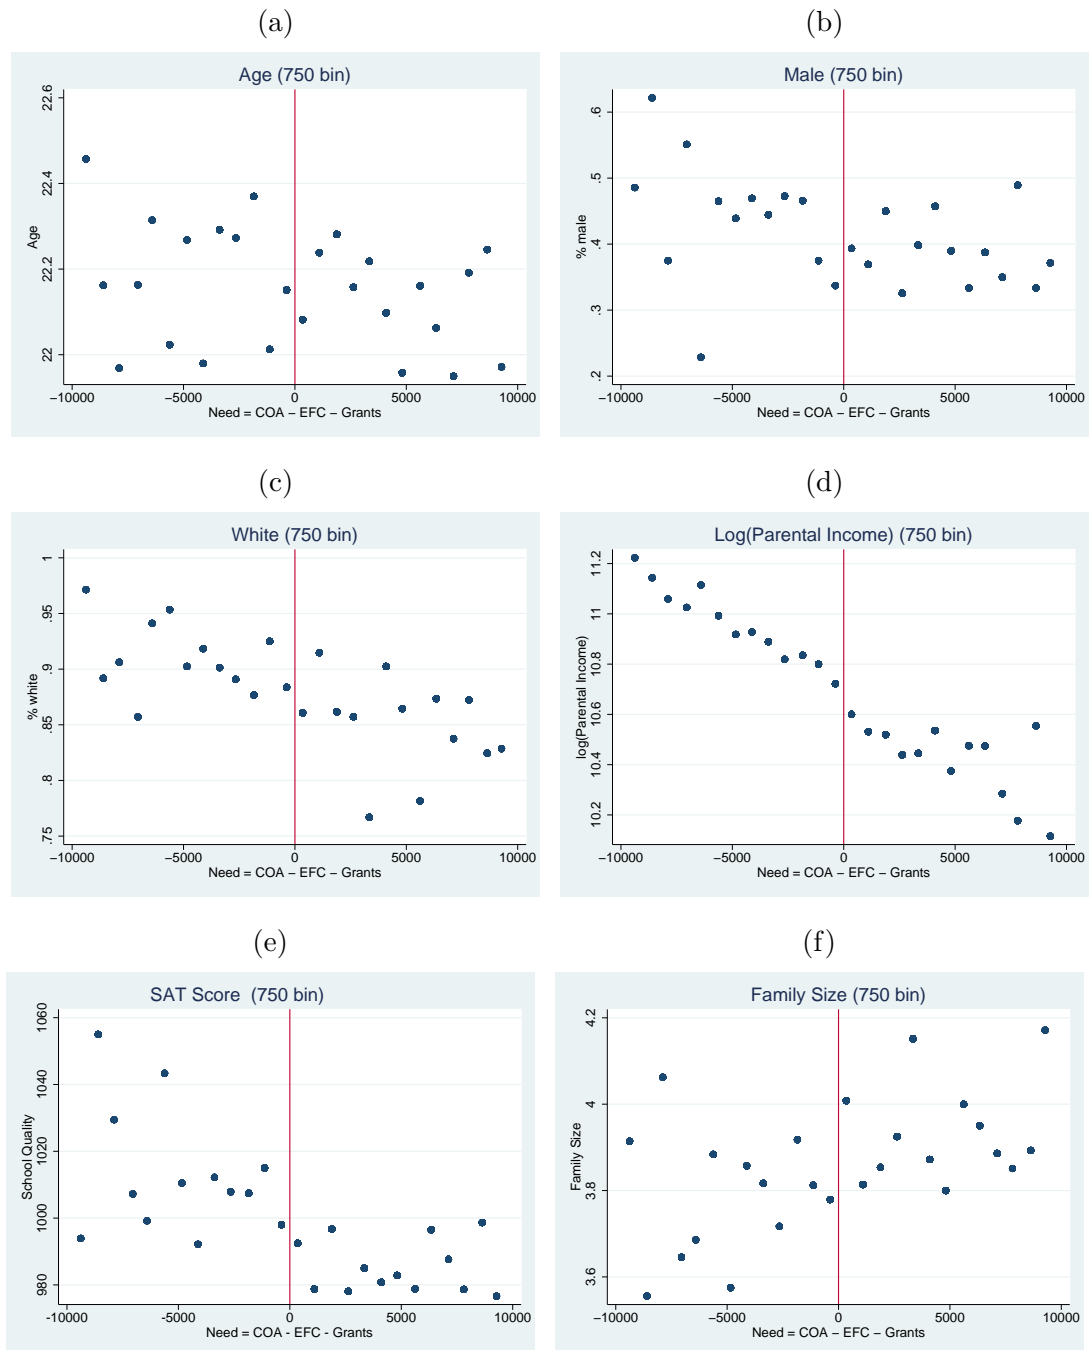 (a)
Age (750 bin)
Age
22.6
22.4
22.2
22
−10000 −5000 0 5000 10000
Need = COA − EFC − Grants
(b)
Male (750 bin)
% male
.6
.5
.4
.3
.2
−10000 −5000 0 5000 10000
Need = COA − EFC − Grants
(c)
White (750 bin)
% white
1
.95
.9
.85
.8
.75
−10000 −5000 0 5000 10000
Need = COA − EFC − Grants
(d)
Log(Parental Income) (750 bin)
log(Parental Income)
11.2
11
10.8
10.6
10.4
10.2
−10000 −5000 0 5000 10000
Need = COA − EFC − Grants
(e)
SAT Score (750 bin)
School Quality
1060
1040
1020
1000
980
-10000 -5000 0 5000 10000
Need = COA - EFC - Grants
(f)
Family Size (750 bin)
Family Size
4.2
4
3.8
3.6
−10000 −5000 0 5000 10000
Need = COA − EFC − Grants